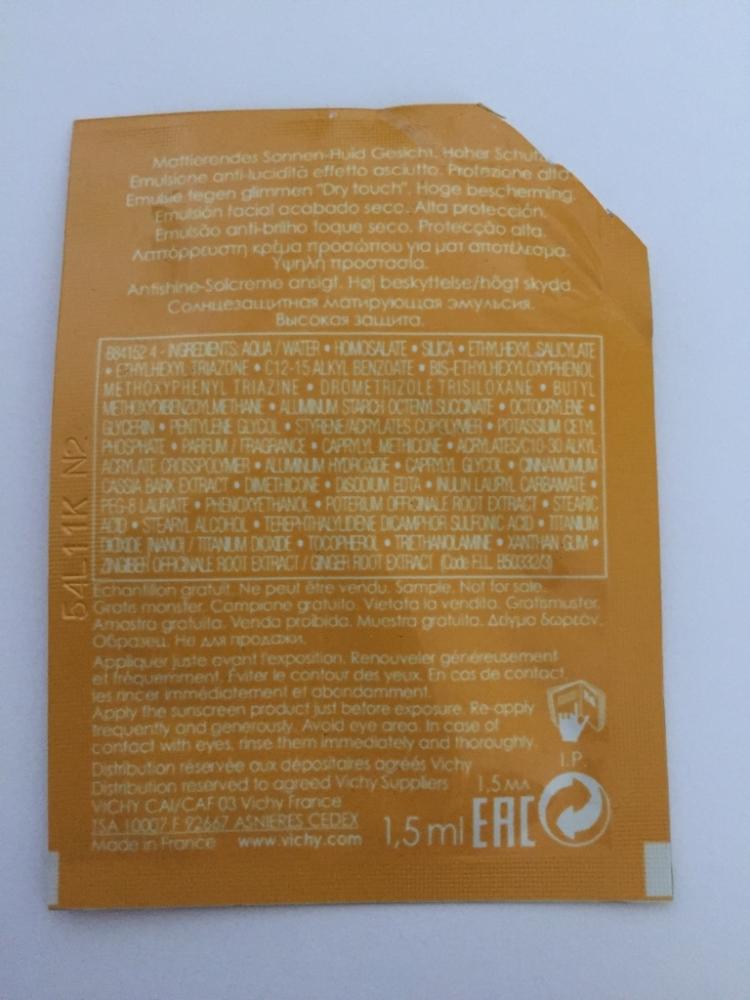 Mattierendes Sonnen-Fluid Gesicht. Hoher Schutz
Emulsione anti-lucidità effetto asciutto. Protezione alta
Emulsie tegen glimmen "Dry touch". Hoge bescherming.
Emulsión facial acabado seco. Alta protección.
Emulsão anti-brilho toque seco. Protecção alta.
Λεπτόρρευστη κρέμα προσώπου για ματ αποτέλεσμα.
Υψηλή προστασία.
Antishine-Solcreme ansigt. Høj beskyttelse/högt skydd.
Солнцезащитная матирующая эмульсия.
Высокая защита.
884152 4 - INGREDIENTS: AQUA / WATER • HOMOSALATE • SILICA • ETHYLHEXYL SALICYLATE
• ETHYLHEXYL TRIAZONE • C12-15 ALKYL BENZOATE • BIS-ETHYLHEXYLOXYPHENOL
METHOXYPHENYL TRIAZINE • DROMETRIZOLE TRISILOXANE • BUTYL
METHOXYDIBENZOYLMETHANE • ALUMINUM STARCH OCTENYLSUCCINATE • OCTOCRYLENE •
GLYCERIN • PENTYLENE GLYCOL • STYRENE/ACRYLATES COPOLYMER • POTASSIUM CETYL
PHOSPHATE • PARFUM / FRAGRANCE • CAPRYLYL METHICONE • ACRYLATES/C10-30 ALKYL
ACRYLATE CROSSPOLYMER • ALUMINUM HYDROXIDE • CAPRYLYL GLYCOL • CINNAMOMUM
CASSIA BARK EXTRACT • DIMETHICONE • DISODIUM EDTA • INULIN LAURYL CARBAMATE •
PEG-8 LAURATE • PHENOXYETHANOL • POTERIUM OFFICINALE ROOT EXTRACT • STEARIC
ACID • STEARYL ALCOHOL • TEREPHTHALYLIDENE DICAMPHOR SULFONIC ACID • TITANIUM
DIOXIDE [NANO] / TITANIUM DIOXIDE • TOCOPHEROL • TRIETHANOLAMINE • XANTHAN GUM •
ZINGIBER OFFICINALE ROOT EXTRACT / GINGER ROOT EXTRACT (Code F.I.L. B50332/3)
54L11K N2
Echantillon gratuit. Ne peut être vendu. Sample. Not for sale.
Gratis monster. Campione gratuito. Vietata la vendita. Gratismuster.
Amostra gratuita. Venda proibida. Muestra gratuita. Δείγμα δωρεάν.
Образец. Не для продажи.
Appliquer juste avant l'exposition. Renouveler généreusement
et fréquemment. Éviter le contour des yeux. En cas de contact,
les rincer immédiatement et abondamment.
Apply the sunscreen product just before exposure. Re-apply
frequently and generously. Avoid eye area. In case of
contact with eyes, rinse them immediately and thoroughly.
I.P.
Distribution réservée aux dépositaires agréés Vichy
Distribution reserved to agreed Vichy Suppliers 1,5 мл
VICHY CAI/CAF 03 Vichy France
TSA 10007 F 92667 ASNIERES CEDEX
Made in France www.vichy.com 1,5 ml EAC